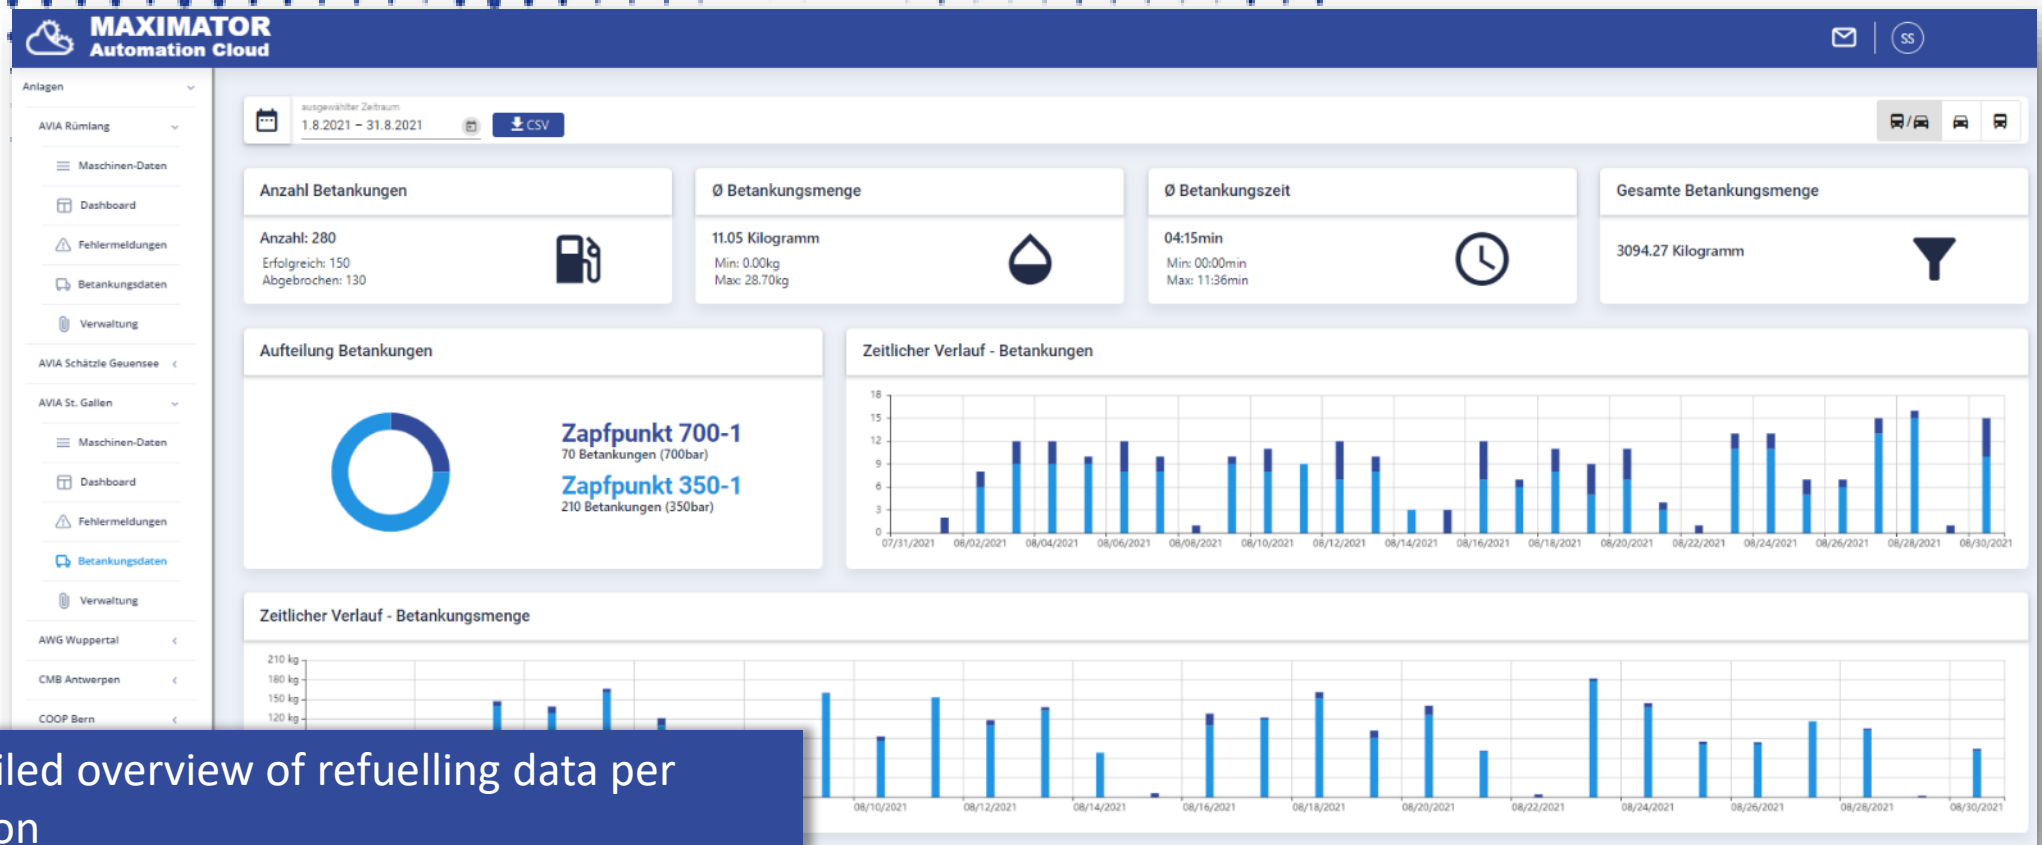 MAXIMATOR
Automation Cloud
SS
Anlagen
AVIA Rümlang
Maschinen-Daten
Dashboard
Fehlermeldungen
Betankungsdaten
Verwaltung
AVIA Schätzle Geuensee
AVIA St. Gallen
Maschinen-Daten
Dashboard
Fehlermeldungen
Betankungsdaten
Verwaltung
AWG Wuppertal
CMB Antwerpen
COOP Bern
ausgewählter Zeitraum
1.8.2021 – 31.8.2021
CSV
/
Anzahl Betankungen
Anzahl: 280
Erfolgreich: 150
Abgebrochen: 130
Ø Betankungsmenge
11.05 Kilogramm
Min: 0.00kg
Max: 28.70kg
Ø Betankungszeit
04:15min
Min: 00:00min
Max: 11:36min
Gesamte Betankungsmenge
3094.27 Kilogramm
Aufteilung Betankungen
Zapfpunkt 700-1
70 Betankungen (700bar)
Zapfpunkt 350-1
210 Betankungen (350bar)
Zeitlicher Verlauf - Betankungen
18
15
12
9
6
3
0
07/31/2021 08/02/2021 08/04/2021 08/06/2021 08/08/2021 08/10/2021 08/12/2021 08/14/2021 08/16/2021 08/18/2021 08/20/2021 08/22/2021 08/24/2021 08/26/2021 08/28/2021 08/30/2021
Zeitlicher Verlauf - Betankungsmenge
210 kg
180 kg
150 kg
120 kg
08/10/2021 08/12/2021 08/14/2021 08/16/2021 08/18/2021 08/20/2021 08/22/2021 08/24/2021 08/26/2021 08/28/2021 08/30/2021
iled overview of refuelling data per
on